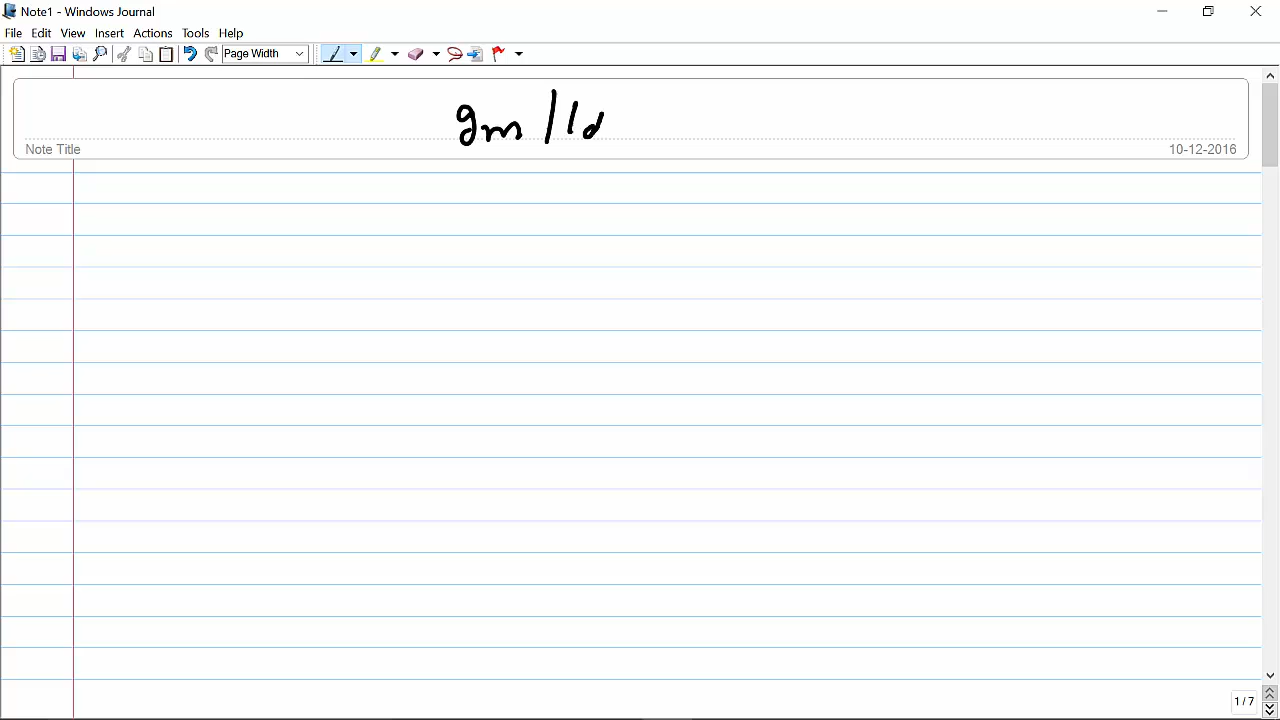 Note1 - Windows Journal
File Edit View Insert Actions Tools Help
Page Width
gm / Id
Note Title
10-12-2016
1 / 7